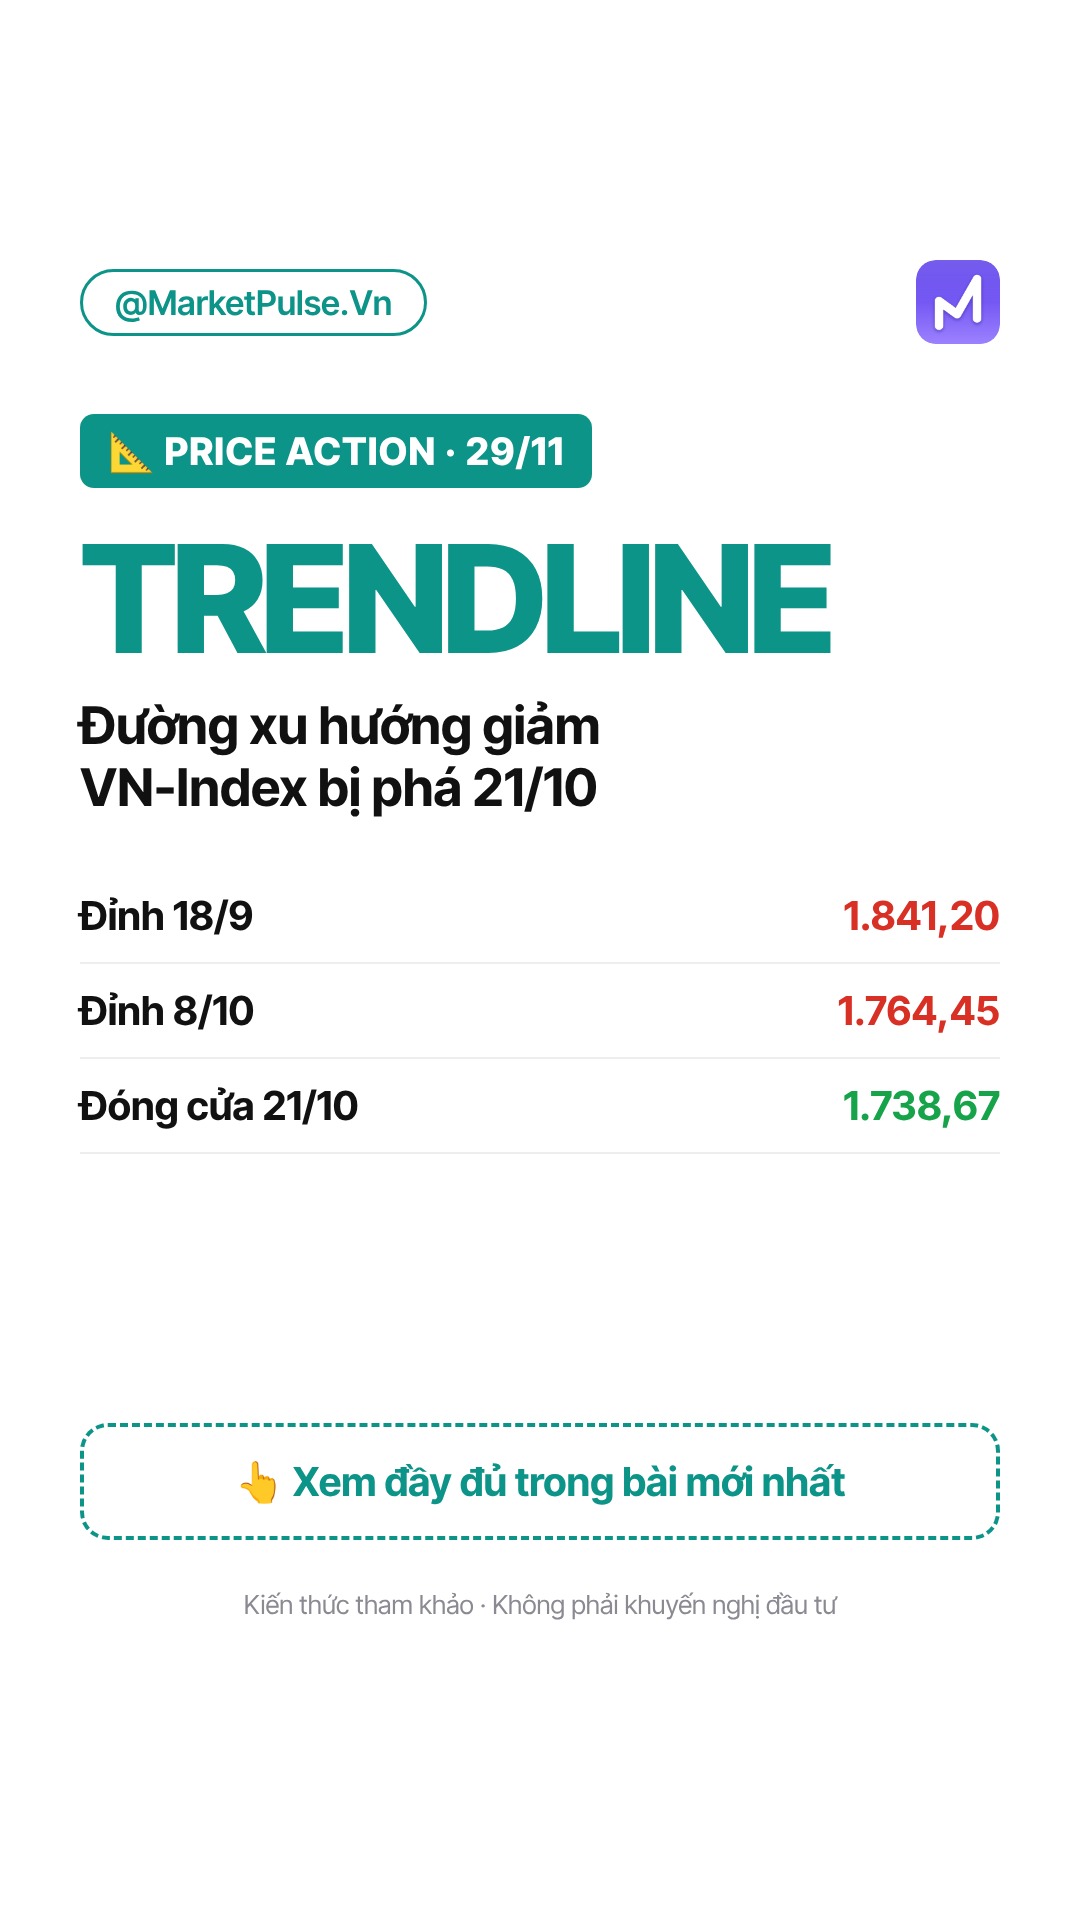 @MarketPulse.Vn
📐 PRICE ACTION · 29/11
TRENDLINE
Đường xu hướng giảm
VN-Index bị phá 21/10
Đỉnh 18/9 1.841,20
Đỉnh 8/10 1.764,45
Đóng cửa 21/10 1.738,67
👆 Xem đầy đủ trong bài mới nhất
Kiến thức tham khảo · Không phải khuyến nghị đầu tư